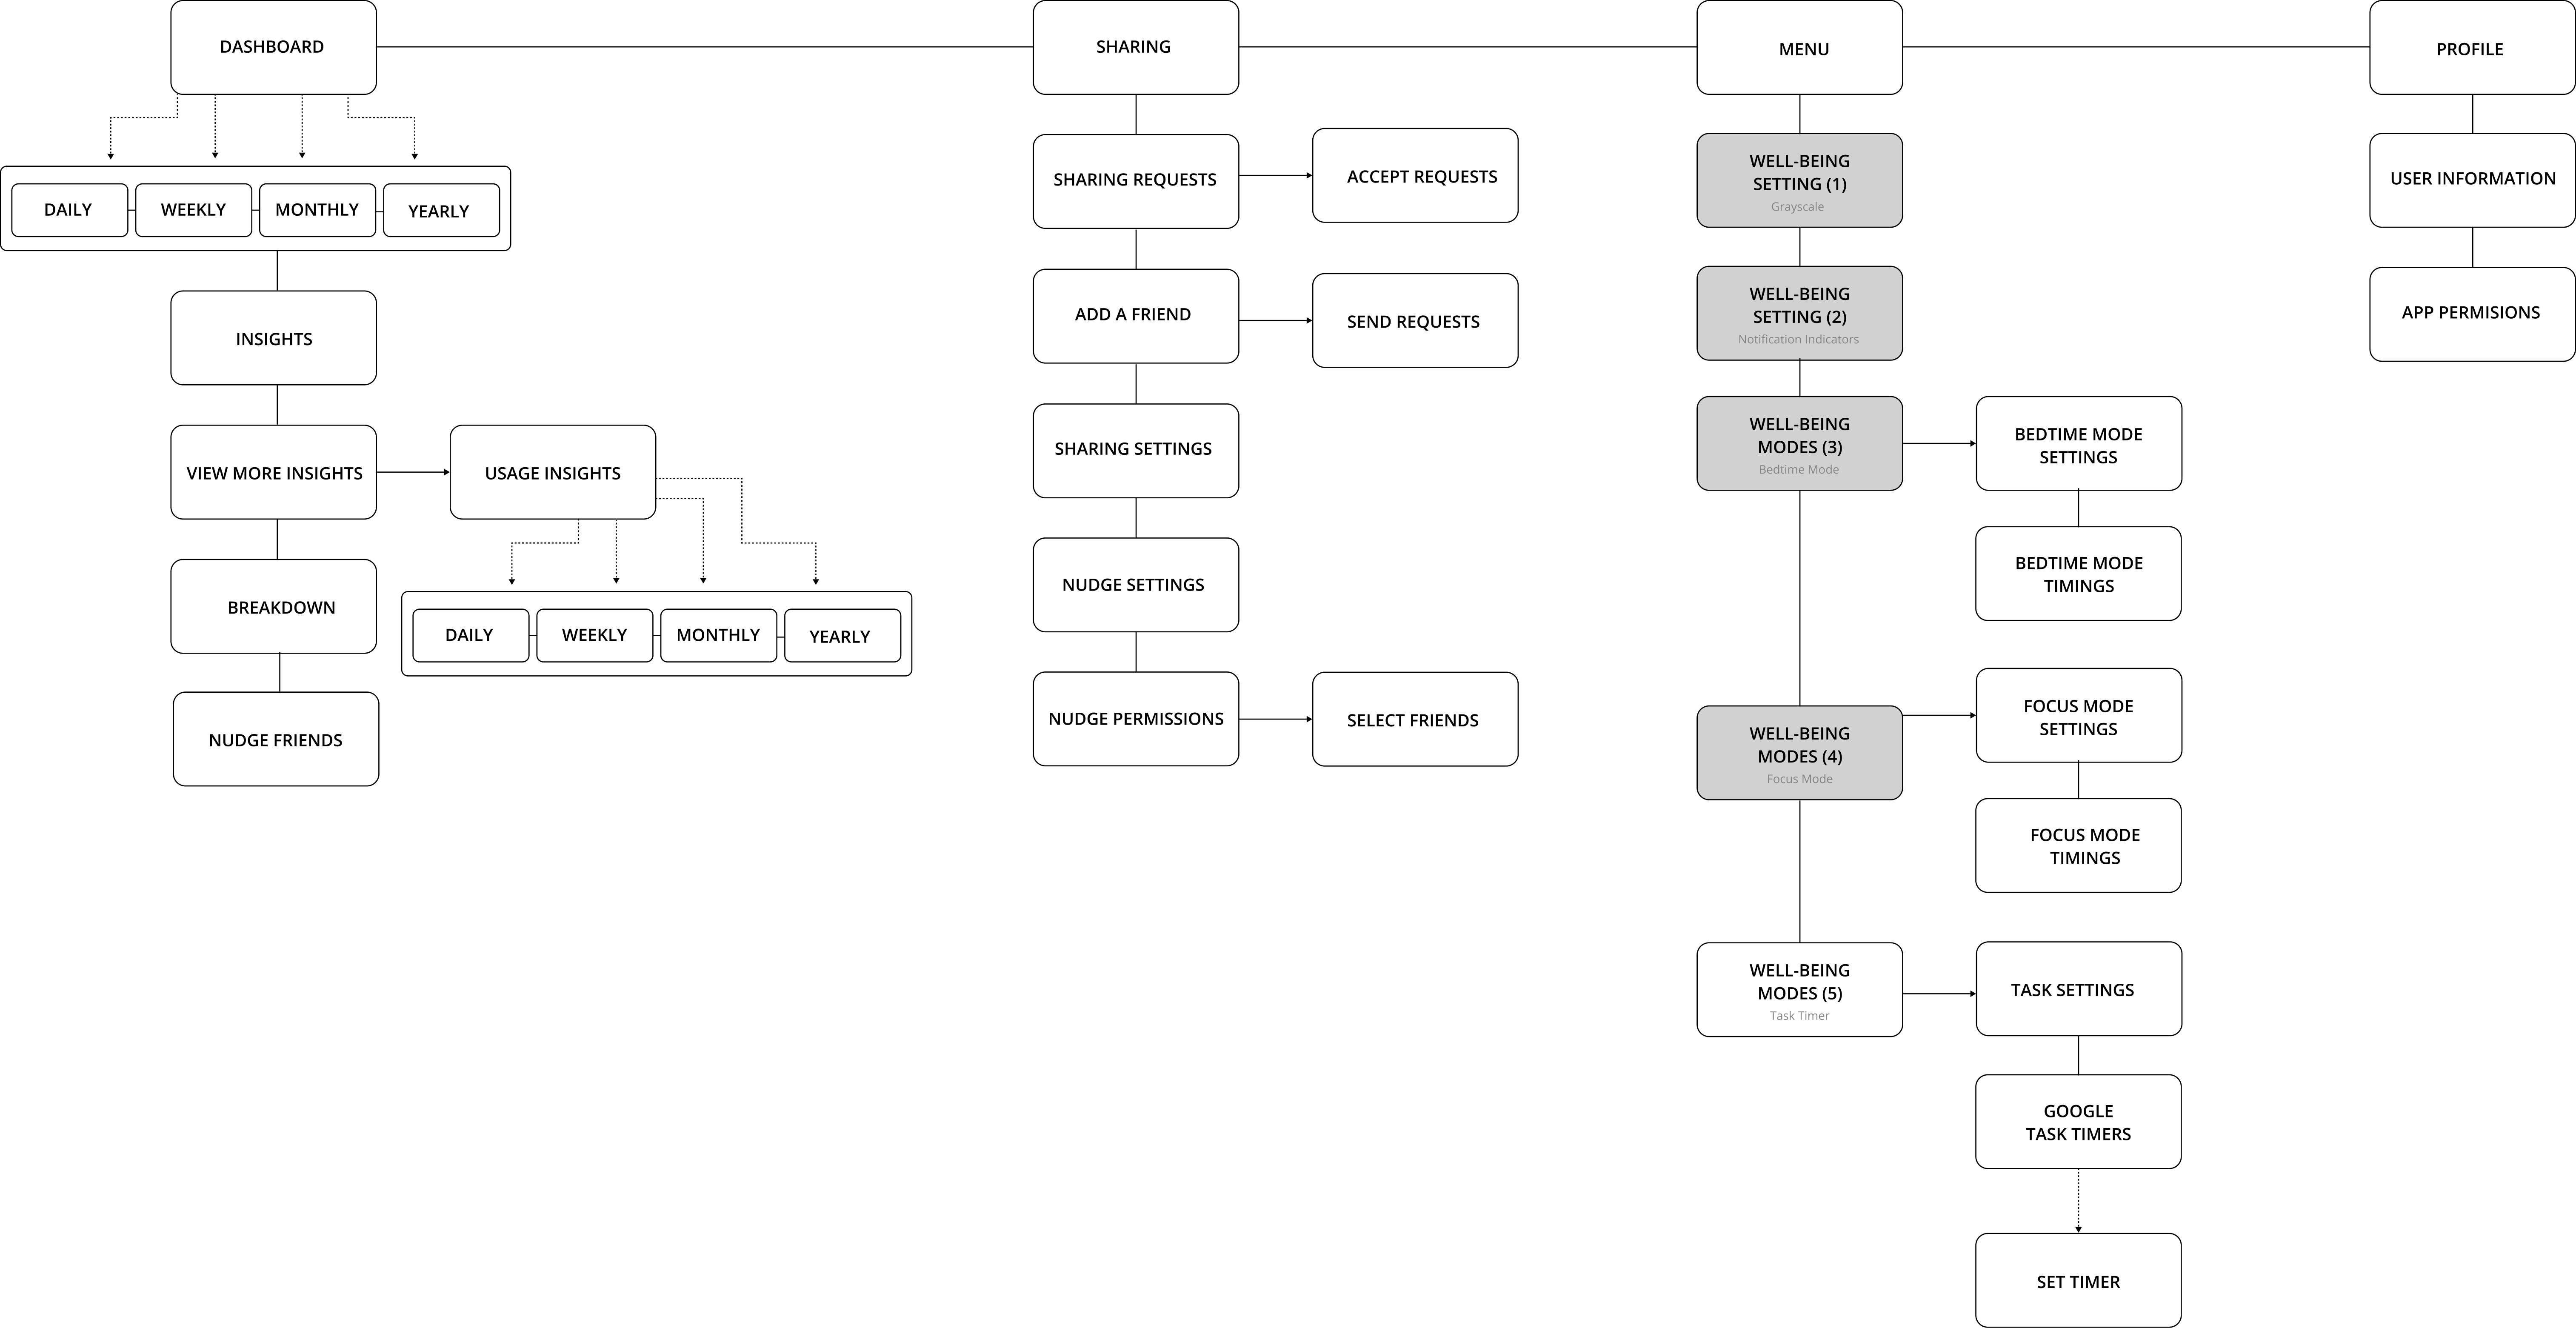 DASHBOARD
SHARING
MENU
PROFILE
DAILY
WEEKLY
MONTHLY
YEARLY
INSIGHTS
VIEW MORE INSIGHTS
USAGE INSIGHTS
DAILY
WEEKLY
MONTHLY
YEARLY
BREAKDOWN
NUDGE FRIENDS
SHARING REQUESTS
ACCEPT REQUESTS
ADD A FRIEND
SEND REQUESTS
SHARING SETTINGS
NUDGE SETTINGS
NUDGE PERMISSIONS
SELECT FRIENDS
WELL-BEING
SETTING (1)
Grayscale
WELL-BEING
SETTING (2)
Notification Indicators
WELL-BEING
MODES (3)
Bedtime Mode
BEDTIME MODE
SETTINGS
BEDTIME MODE
TIMINGS
WELL-BEING
MODES (4)
Focus Mode
FOCUS MODE
SETTINGS
FOCUS MODE
TIMINGS
WELL-BEING
MODES (5)
Task Timer
TASK SETTINGS
GOOGLE
TASK TIMERS
SET TIMER
USER INFORMATION
APP PERMISIONS